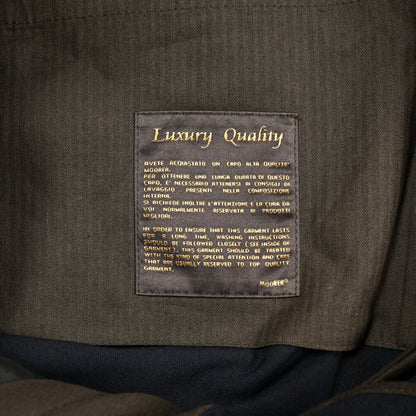 Luxury Quality
AVETE ACQUISTATO UN CAPO ALTA QUALITA'
MOORER.
PER OTTENERE UNA LUNGA DURATA DI QUESTO
CAPO, E' NECESSARIO ATTENERSI AI CONSIGLI DI
LAVAGGIO PRESENTI NELLA COMPOSIZIONE
INTERNA.
SI RICHIEDE INOLTRE L'ATTENZIONE E LA CURA DA
VOI NORMALMENTE RISERVATA AI PRODOTTI
MIGLIORI.
IN ORDER TO ENSURE THAT THIS GARMENT LASTS
FOR A LONG TIME, WASHING INSTRUCTIONS
SHOULD BE FOLLOWED CLOSELY (SEE INSIDE OF
GARMENT). THIS GARMENT SHOULD BE TREATED
WITH THE KIND OF SPECIAL ATTENTION AND CARE
THAT ARE USUALLY RESERVED TO TOP QUALITY
GARMENT.
MOORER®